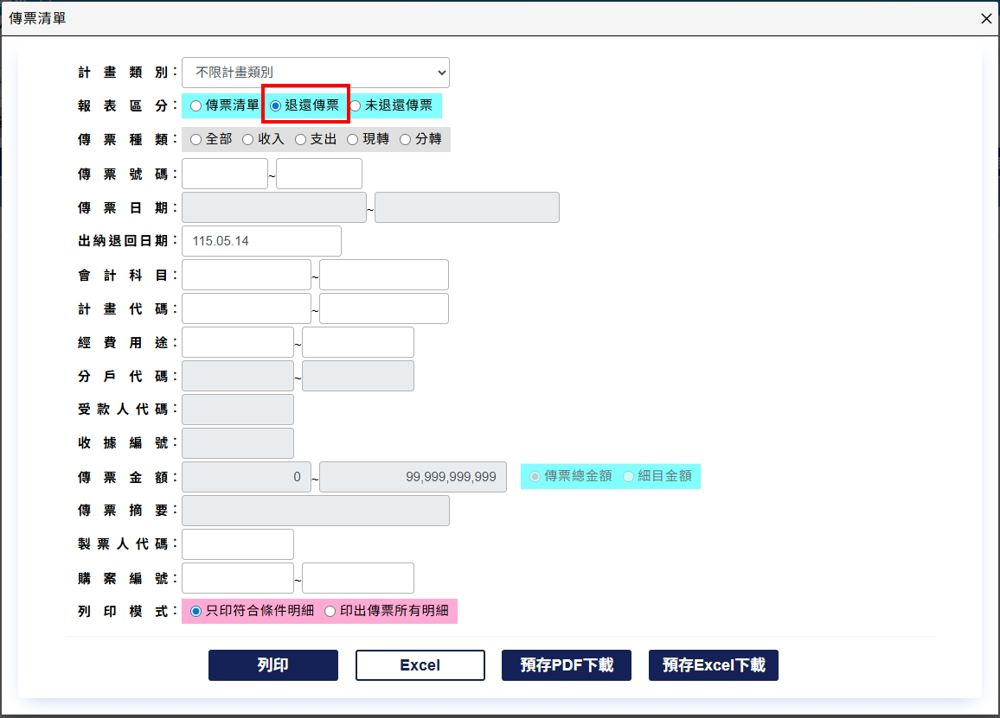 傳票清單
計畫類別： 不限計畫類別
報表區分： 傳票清單 退還傳票 未退還傳票
傳票種類： 全部 收入 支出 現轉 分轉
傳票號碼： ~
傳票日期： ~
出納退回日期： 115.05.14
會計科目： ~
計畫代碼： ~
經費用途： ~
分戶代碼： ~
受款人代碼：
收據編號：
傳票金額： 0 ~ 99,999,999,999 傳票總金額 細目金額
傳票摘要：
製票人代碼：
購案編號： ~
列印模式： 只印符合條件明細 印出傳票所有明細
列印 Excel 預存PDF下載 預存Excel下載